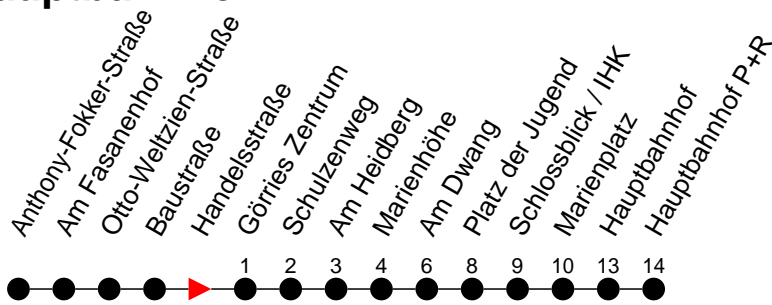 Anthony-Fokker-Straße
Am Fasanenhof
Otto-Weltzien-Straße
Baustraße
Handelsstraße
Görries Zentrum
Schulzenweg
Am Heidberg
Marienhöhe
Am Dwang
Platz der Jugend
Schlossblick / IHK
Marienplatz
Hauptbahnhof
Hauptbahnhof P+R
1 2 3 4 6 8 9 10 13 14